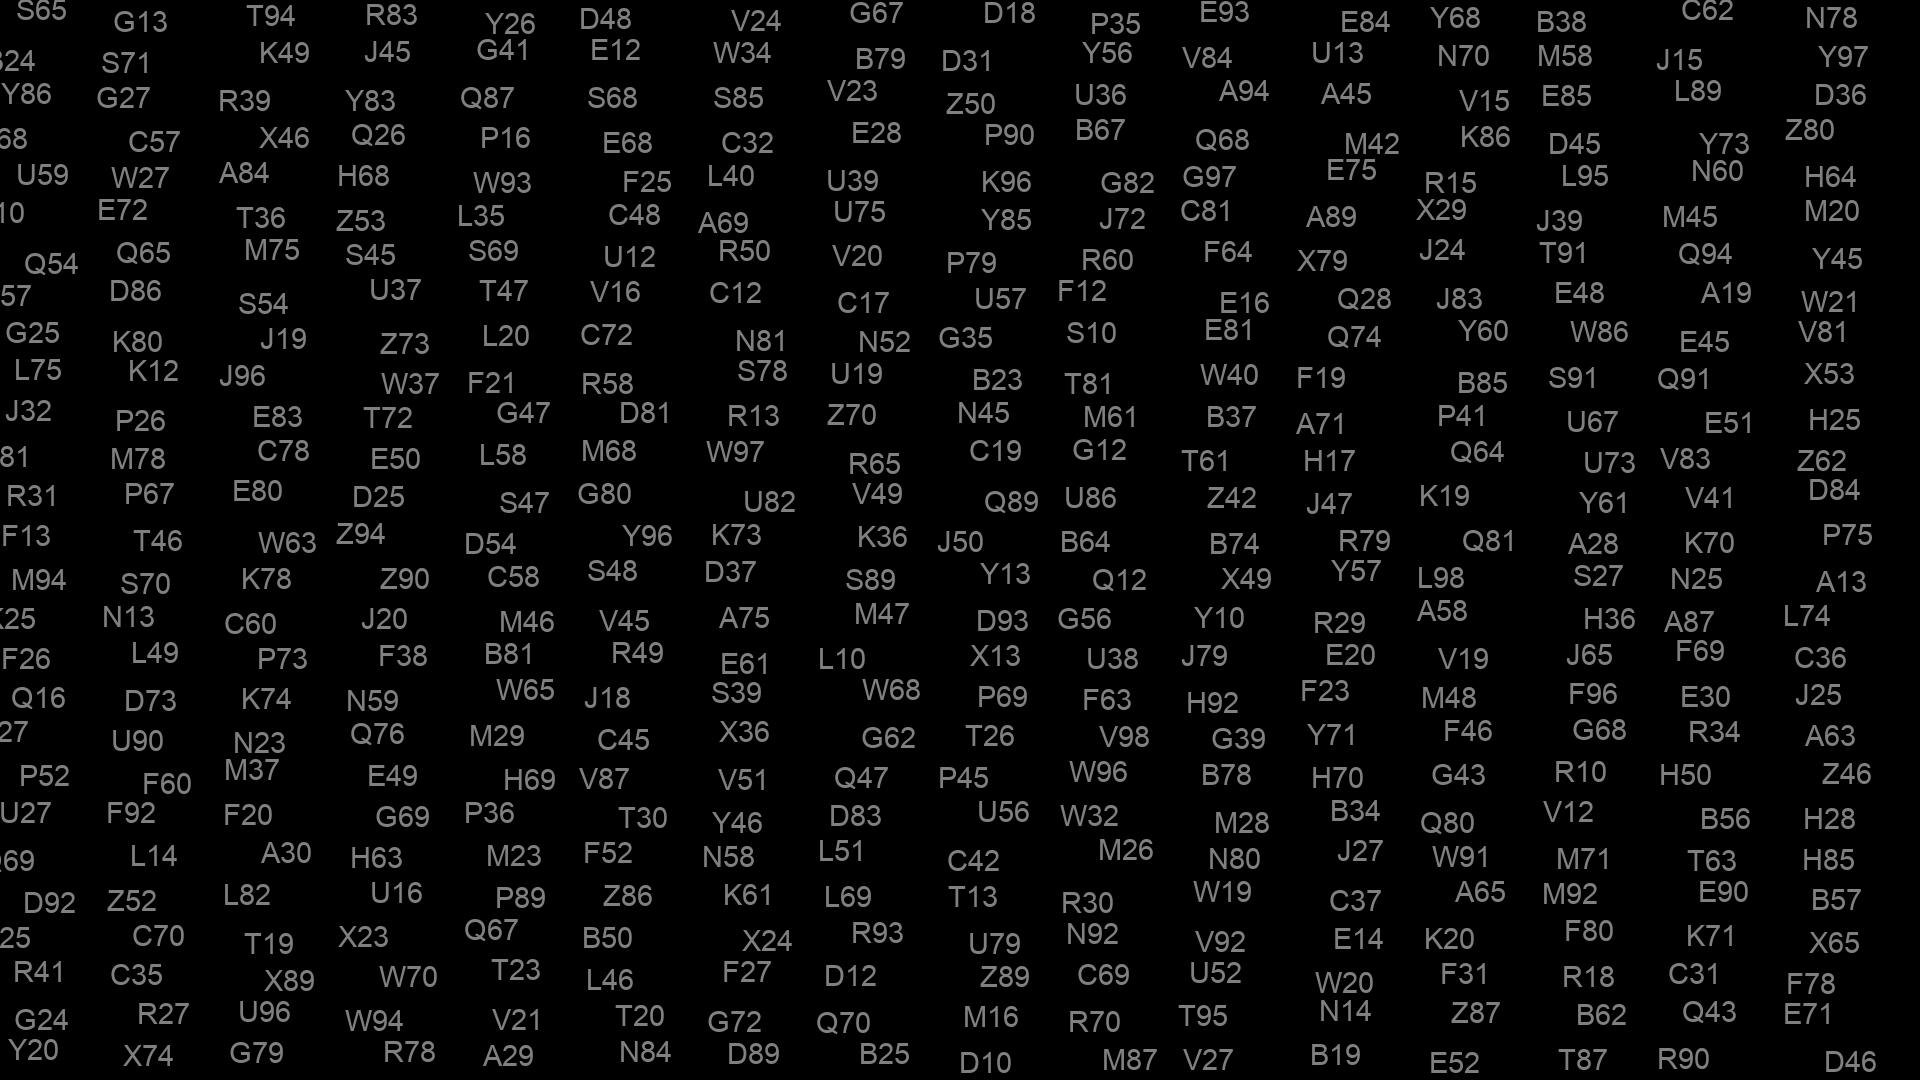 S65 G13 T94 R83 Y26 D48 V24 G67 D18 P35 E93 E84 Y68 B38 C62 N78
S71 K49 J45 G41 E12 W34 B79 D31 Y56 V84 U13 N70 M58 J15 Y97
Y86 G27 R39 Y83 Q87 S68 S85 V23 Z50 U36 A94 A45 V15 E85 L89 D36
C57 X46 Q26 P16 E68 C32 E28 P90 B67 Q68 M42 K86 D45 Y73 Z80
U59 W27 A84 H68 W93 F25 L40 U39 K96 G82 G97 E75 R15 L95 N60 H64
E72 T36 Z53 L35 C48 A69 U75 Y85 J72 C81 A89 X29 J39 M45 M20
Q54 Q65 M75 S45 S69 U12 R50 V20 P79 R60 F64 X79 J24 T91 Q94 Y45
D86 S54 U37 T47 V16 C12 C17 U57 F12 E16 Q28 J83 E48 A19 W21
G25 K80 J19 Z73 L20 C72 N81 N52 G35 S10 E81 Q74 Y60 W86 E45 V81
L75 K12 J96 W37 F21 R58 S78 U19 B23 T81 W40 F19 B85 S91 Q91 X53
J32 P26 E83 T72 G47 D81 R13 Z70 N45 M61 B37 A71 P41 U67 E51 H25
M78 C78 E50 L58 M68 W97 R65 C19 G12 T61 H17 Q64 U73 V83 Z62
R31 P67 E80 D25 S47 G80 U82 V49 Q89 U86 Z42 J47 K19 Y61 V41 D84
F13 T46 W63 Z94 D54 Y96 K73 K36 J50 B64 B74 R79 Q81 A28 K70 P75
M94 S70 K78 Z90 C58 S48 D37 S89 Y13 Q12 X49 Y57 L98 S27 N25 A13
N13 C60 J20 M46 V45 A75 M47 D93 G56 Y10 R29 A58 H36 A87 L74
F26 L49 P73 F38 B81 R49 E61 L10 X13 U38 J79 E20 V19 J65 F69 C36
Q16 D73 K74 N59 W65 J18 S39 W68 P69 F63 H92 F23 M48 F96 E30 J25
U90 N23 Q76 M29 C45 X36 G62 T26 V98 G39 Y71 F46 G68 R34 A63
P52 F60 M37 E49 H69 V87 V51 Q47 P45 W96 B78 H70 G43 R10 H50 Z46
U27 F92 F20 G69 P36 T30 Y46 D83 U56 W32 M28 B34 Q80 V12 B56 H28
L14 A30 H63 M23 F52 N58 L51 C42 M26 N80 J27 W91 M71 T63 H85
D92 Z52 L82 U16 P89 Z86 K61 L69 T13 R30 W19 C37 A65 M92 E90 B57
C70 T19 X23 Q67 B50 X24 R93 U79 N92 V92 E14 K20 F80 K71 X65
R41 C35 X89 W70 T23 L46 F27 D12 Z89 C69 U52 W20 F31 R18 C31 F78
G24 R27 U96 W94 V21 T20 G72 Q70 M16 R70 T95 N14 Z87 B62 Q43 E71
Y20 X74 G79 R78 A29 N84 D89 B25 D10 M87 V27 B19 E52 T87 R90 D46